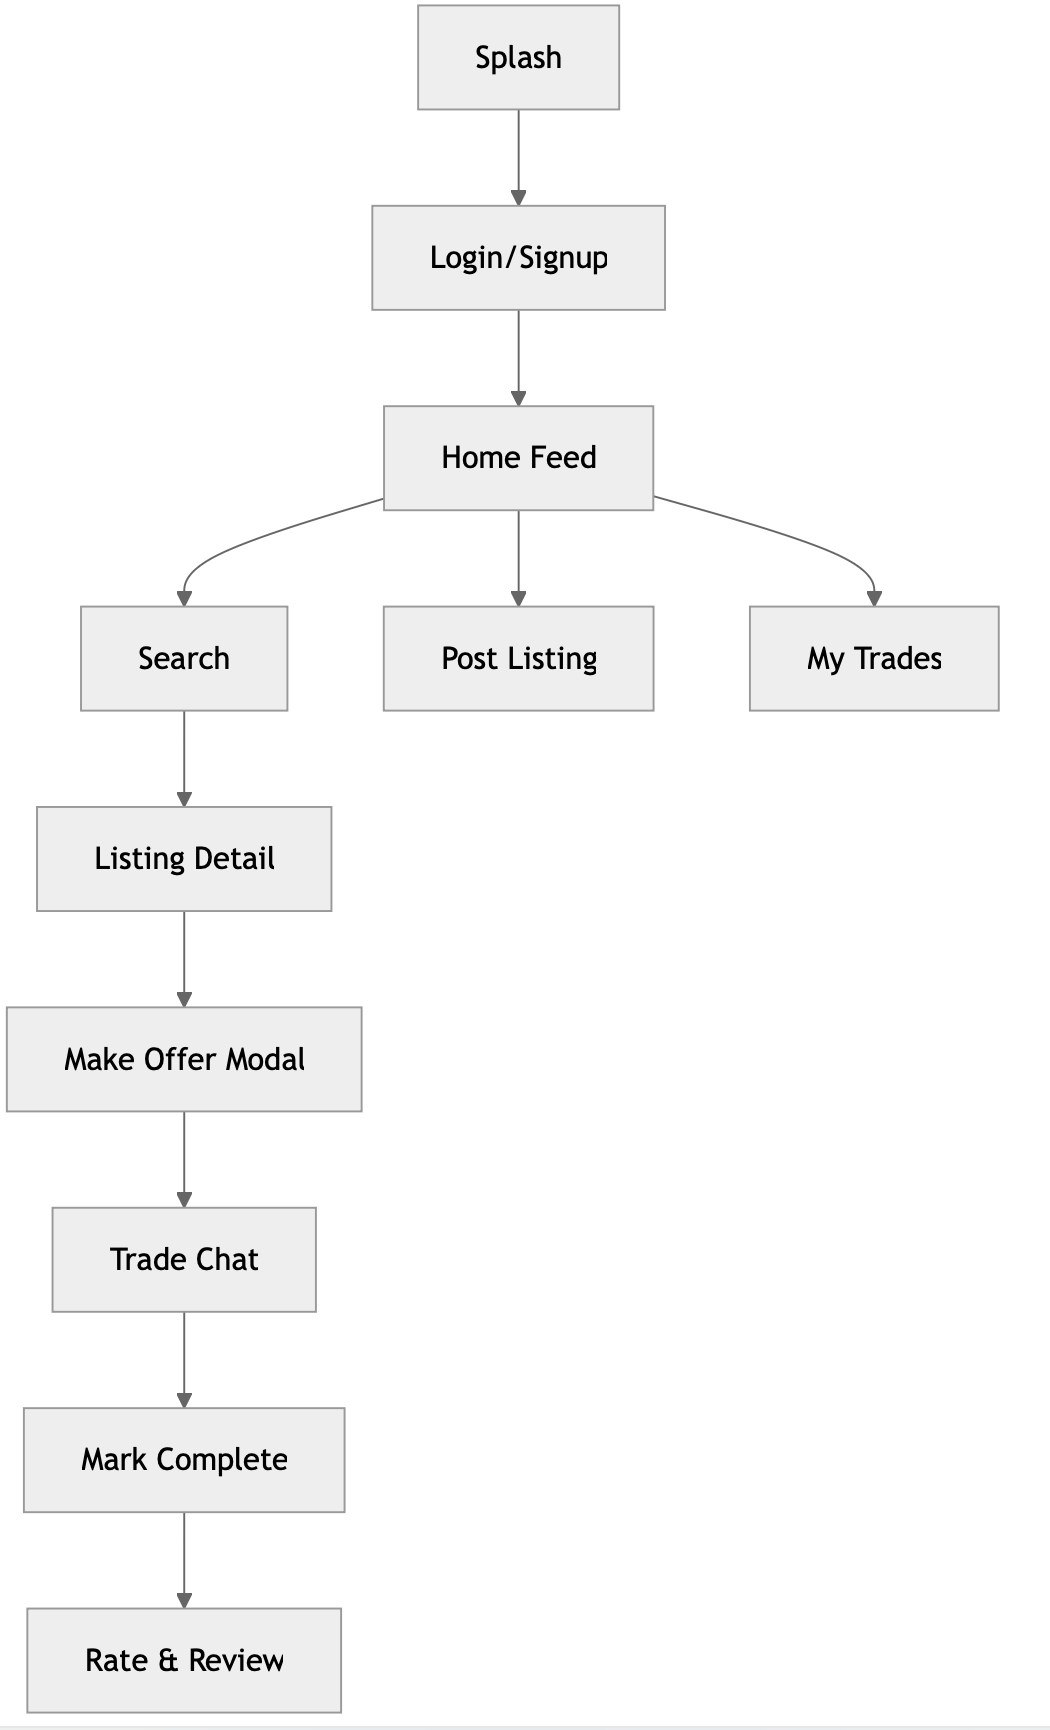 Splash
Login/Signup
Home Feed
Search
Post Listing
My Trades
Listing Detail
Make Offer Modal
Trade Chat
Mark Complete
Rate & Review